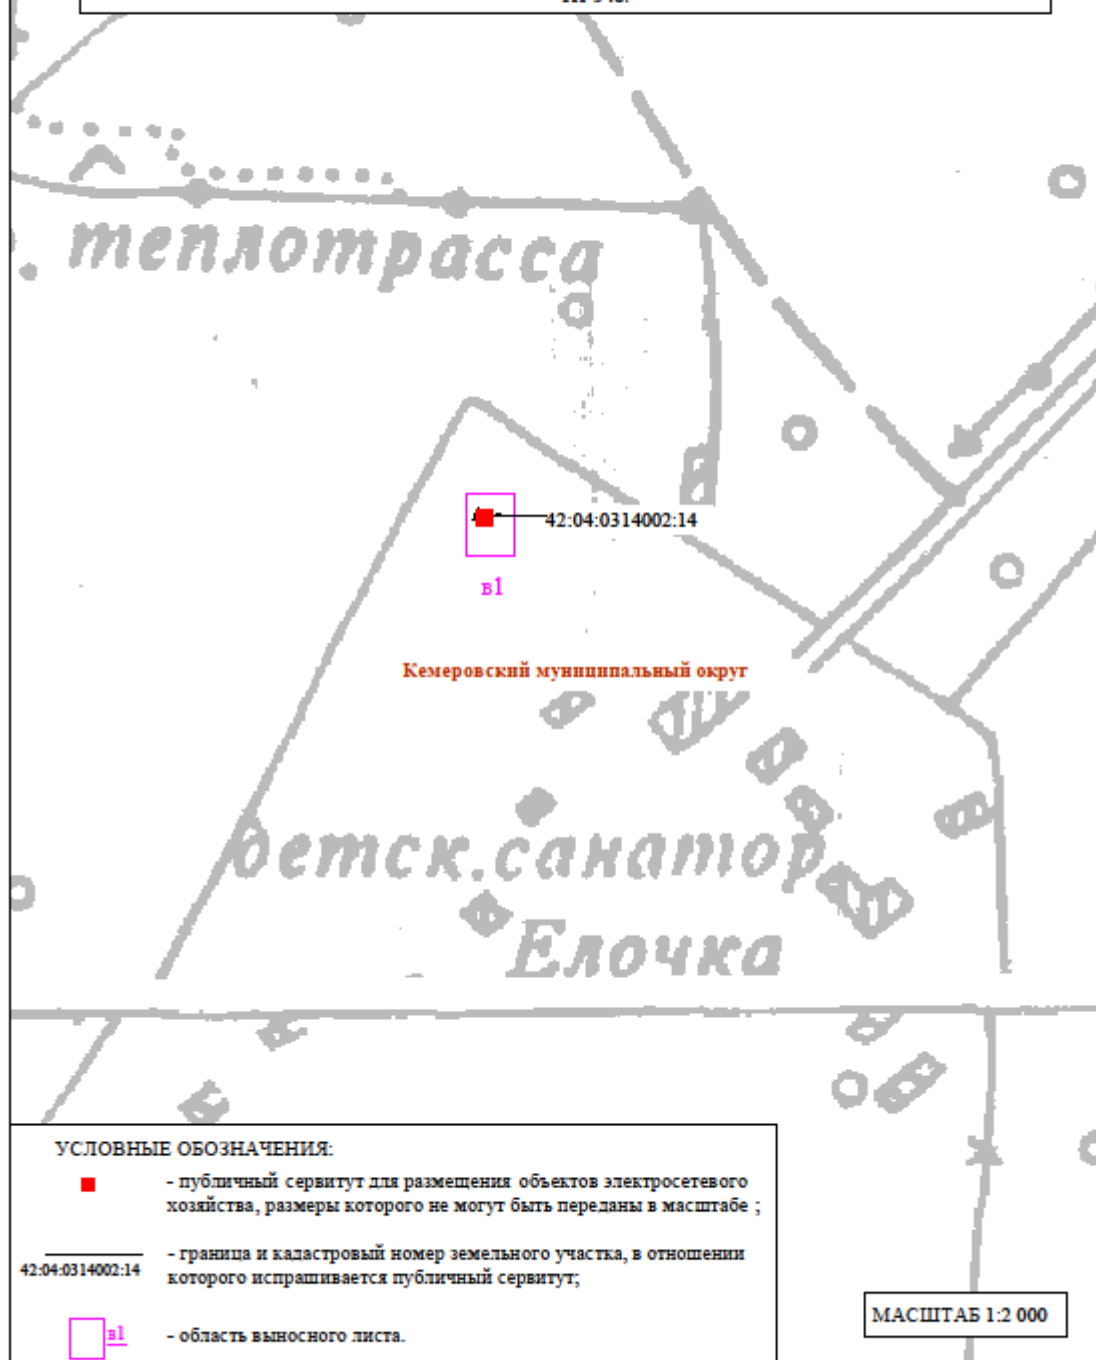 теплотрасса
42:04:0314002:14
в1
Кемеровский муниципальный округ
детск.санатор
Елочка
УСЛОВНЫЕ ОБОЗНАЧЕНИЯ:
- публичный сервитут для размещения объектов электросетевого
хозяйства, размеры которого не могут быть переданы в масштабе ;
- граница и кадастровый номер земельного участка, в отношении
42:04:0314002:14
которого испрашивается публичный сервитут;
в1
- область выносного листа.
МАСШТАБ 1:2 000